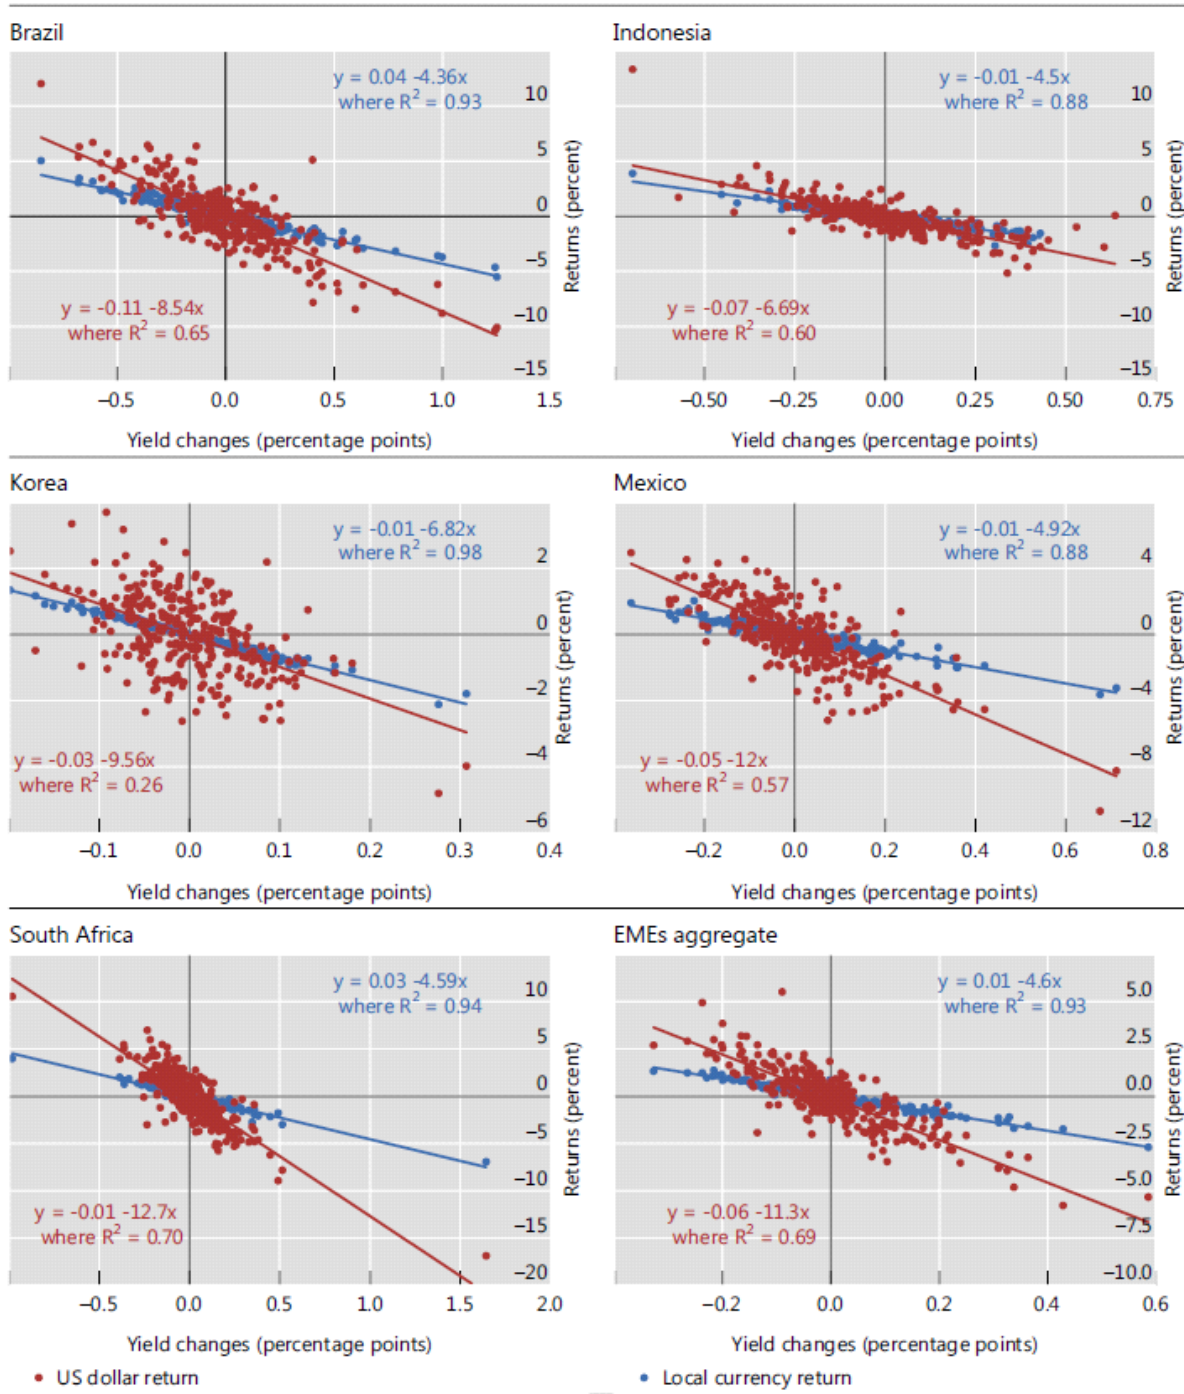 Brazil
y = 0.04 -4.36x
where R² = 0.93
y = -0.11 -8.54x
where R² = 0.65
10
5
0
−5
−10
−15
Returns (percent)
−0.5 0.0 0.5 1.0 1.5
Yield changes (percentage points)
Indonesia
y = -0.01 -4.5x
where R² = 0.88
y = -0.07 -6.69x
where R² = 0.60
10
5
0
−5
−10
−15
Returns (percent)
−0.50 −0.25 0.00 0.25 0.50 0.75
Yield changes (percentage points)
Korea
y = -0.01 -6.82x
where R² = 0.98
y = -0.03 -9.56x
where R² = 0.26
2
0
−2
−4
−6
Returns (percent)
−0.1 0.0 0.1 0.2 0.3 0.4
Yield changes (percentage points)
Mexico
y = -0.01 -4.92x
where R² = 0.88
y = -0.05 -12x
where R² = 0.57
4
0
−4
−8
−12
Returns (percent)
−0.2 0.0 0.2 0.4 0.6 0.8
Yield changes (percentage points)
South Africa
y = 0.03 -4.59x
where R² = 0.94
y = -0.01 -12.7x
where R² = 0.70
10
5
0
−5
−10
−15
−20
Returns (percent)
−0.5 0.0 0.5 1.0 1.5 2.0
Yield changes (percentage points)
EMEs aggregate
y = 0.01 -4.6x
where R² = 0.93
y = -0.06 -11.3x
where R² = 0.69
5.0
2.5
0.0
−2.5
−5.0
−7.5
−10.0
Returns (percent)
−0.2 0.0 0.2 0.4 0.6
Yield changes (percentage points)
US dollar return
Local currency return